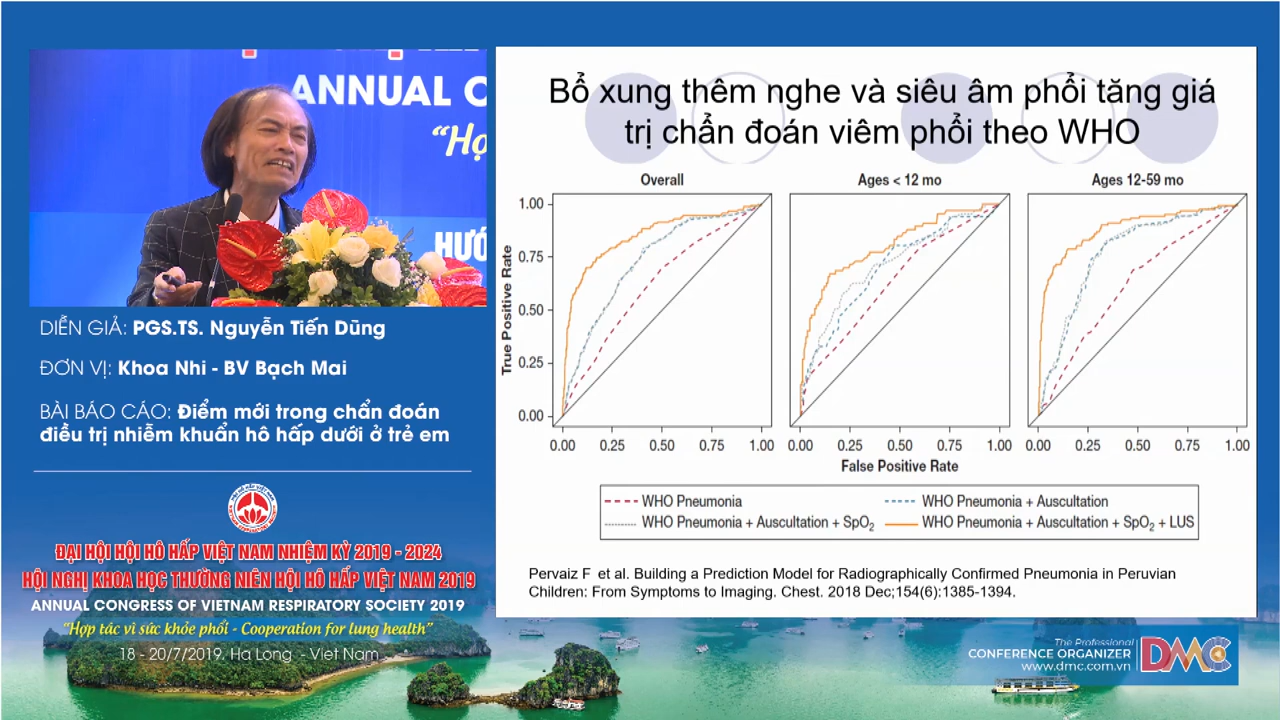 ANNUAL C
“Họ
HƯỚ
DIỄN GIẢ: PGS.TS. Nguyễn Tiến Dũng
ĐƠN VỊ: Khoa Nhi - BV Bạch Mai
BÀI BÁO CÁO: Điểm mới trong chẩn đoán
điều trị nhiễm khuẩn hô hấp dưới ở trẻ em
ĐẠI HỘI HỘI HÔ HẤP VIỆT NAM NHIỆM KỲ 2019 - 2024
HỘI NGHỊ KHOA HỌC THƯỜNG NIÊN HỘI HÔ HẤP VIỆT NAM 2019
ANNUAL CONGRESS OF VIETNAM RESPIRATORY SOCIETY 2019
“Hợp tác vì sức khỏe phổi - Cooperation for lung health”
18 - 20/7/2019. Ha Long - Viet Nam
Bổ xung thêm nghe và siêu âm phổi tăng giá
trị chẩn đoán viêm phổi theo WHO
Overall
Ages < 12 mo
Ages 12-59 mo
True Positive Rate
1.00
0.75
0.50
0.25
0.00
0.00 0.25 0.50 0.75 1.00
0.00 0.25 0.50 0.75 1.00
0.00 0.25 0.50 0.75 1.00
False Positive Rate
WHO Pneumonia
WHO Pneumonia + Auscultation
WHO Pneumonia + Auscultation + SpO₂
WHO Pneumonia + Auscultation + SpO₂ + LUS
Pervaiz F et al. Building a Prediction Model for Radiographically Confirmed Pneumonia in Peruvian
Children: From Symptoms to Imaging. Chest. 2018 Dec;154(6):1385-1394.
The Professional
CONFERENCE ORGANIZER
www.dmc.com.vn
DMC